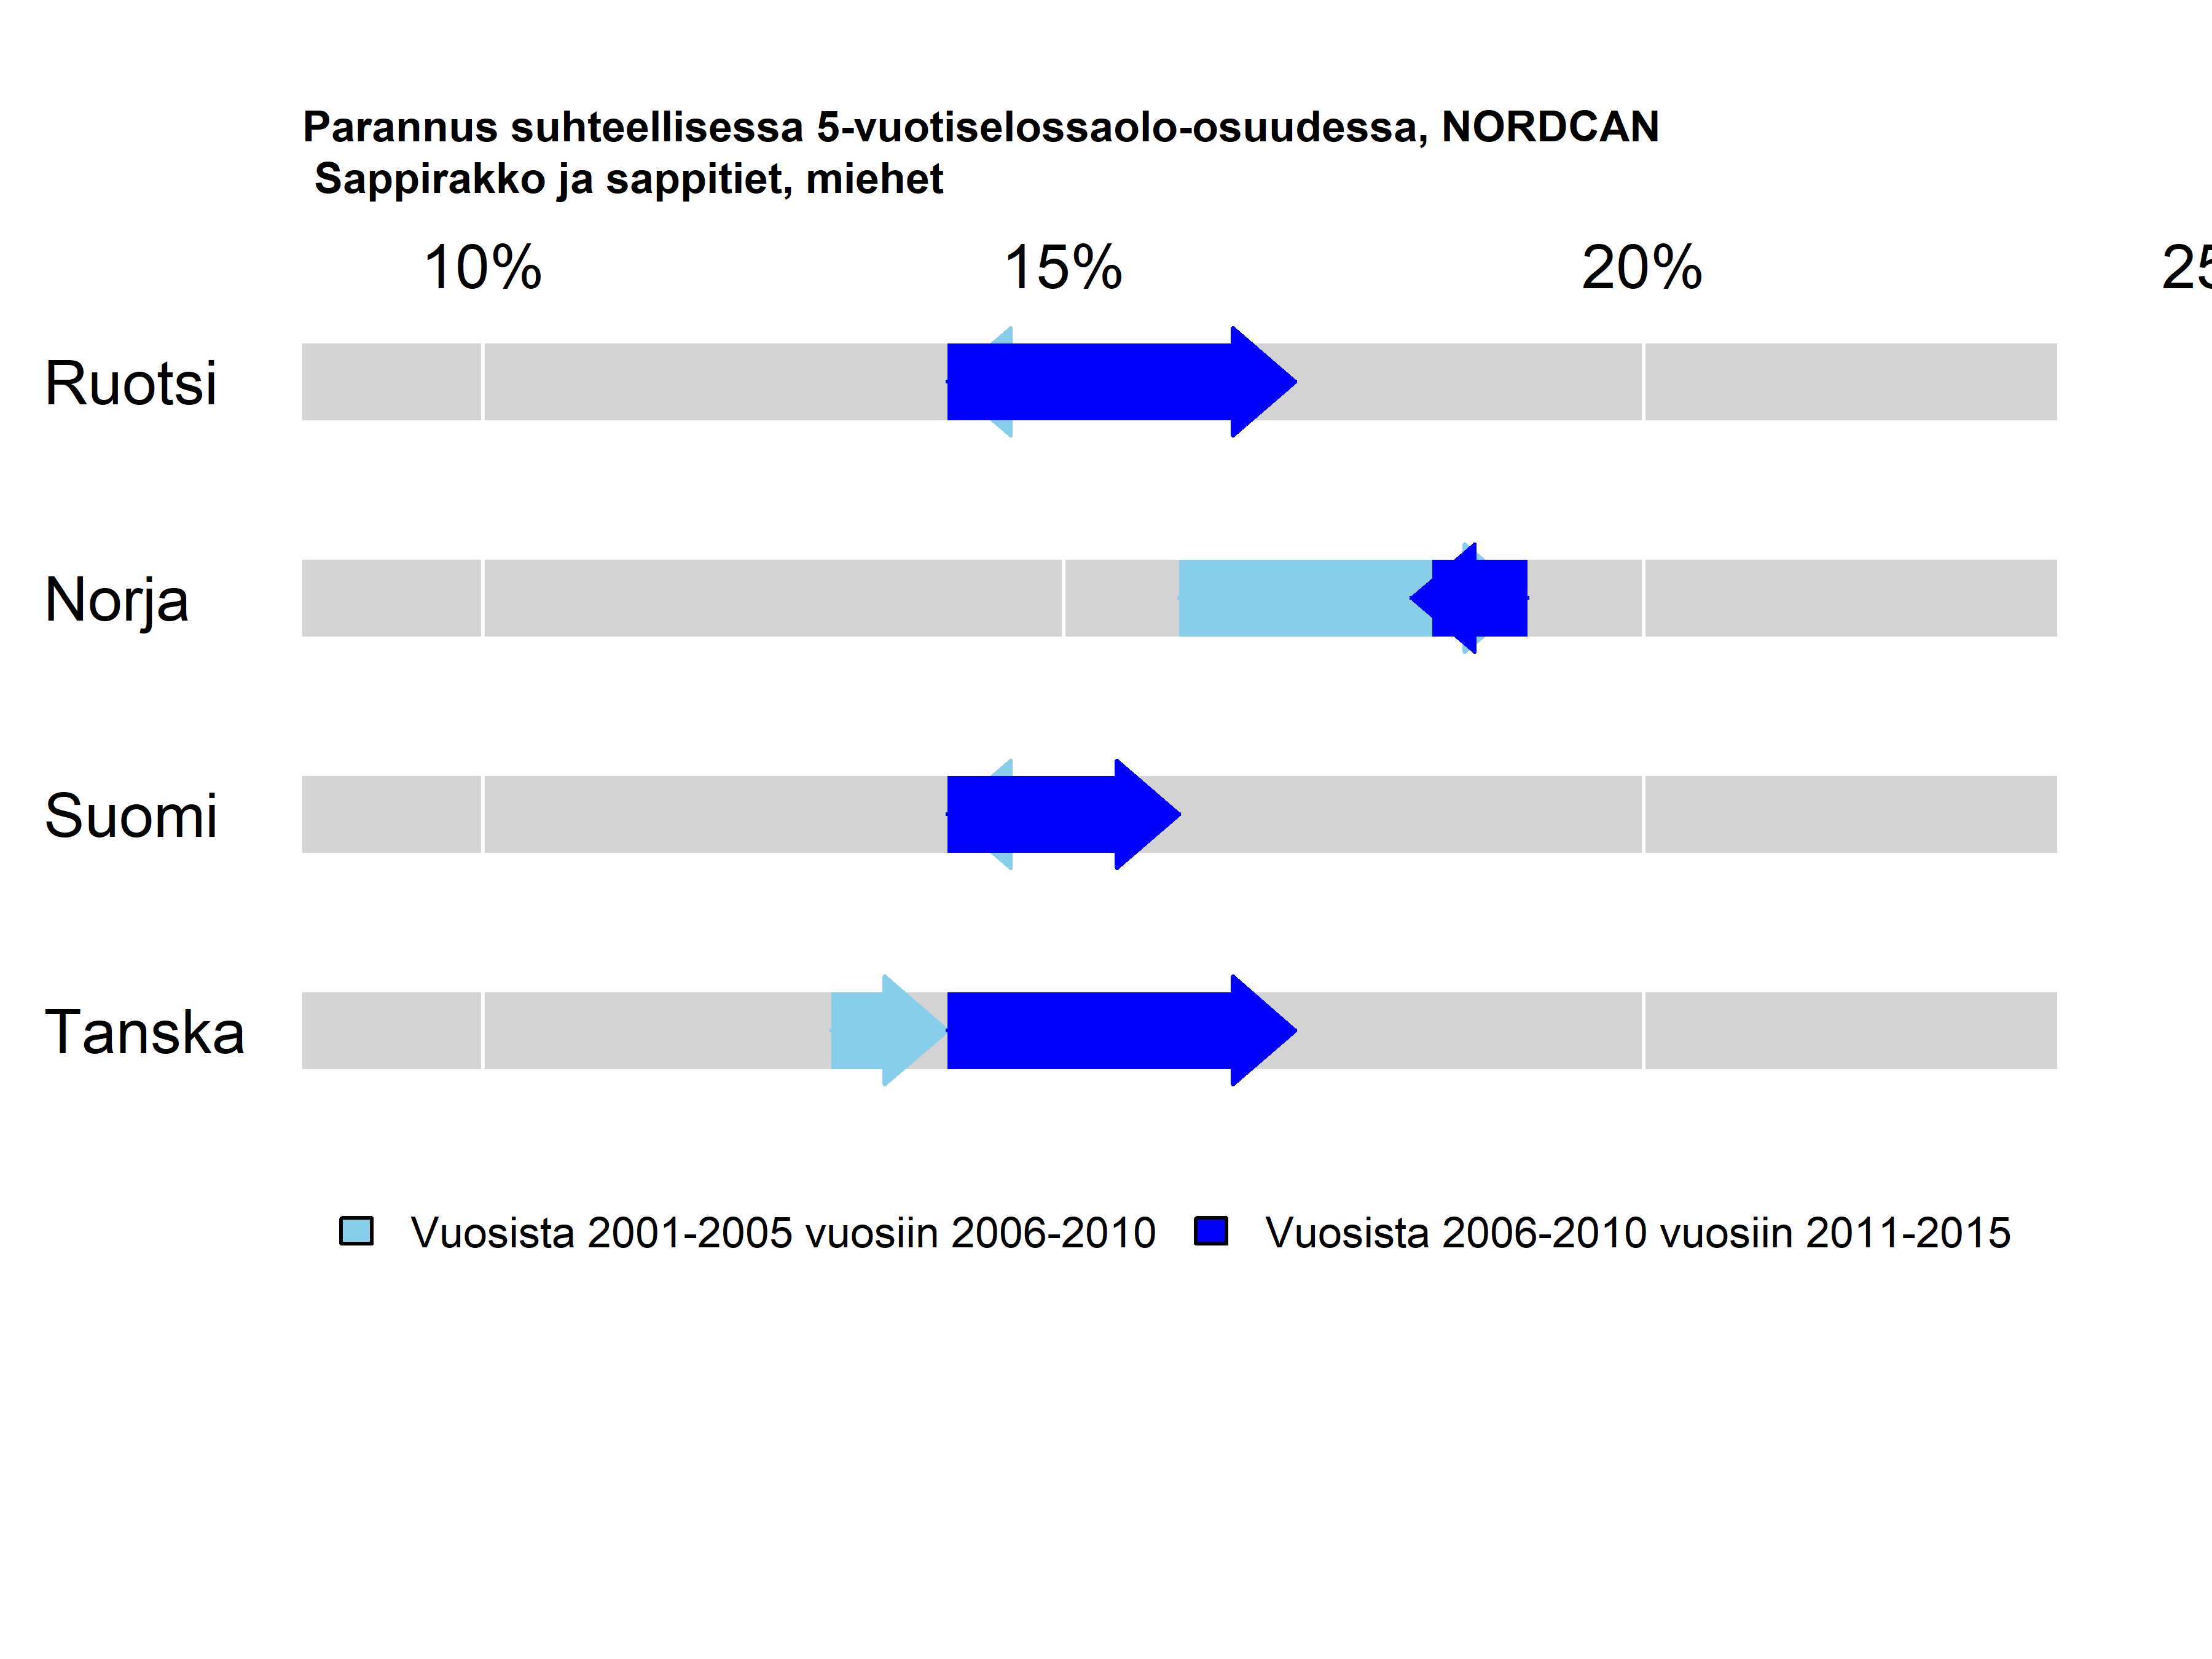 Parannus suhteellisessa 5-vuotiselossaolo-osuudessa, NORDCAN
Sappirakko ja sappitiet, miehet
10% 15% 20% 25
Ruotsi
Norja
Suomi
Tanska
Vuosista 2001-2005 vuosiin 2006-2010 Vuosista 2006-2010 vuosiin 2011-2015